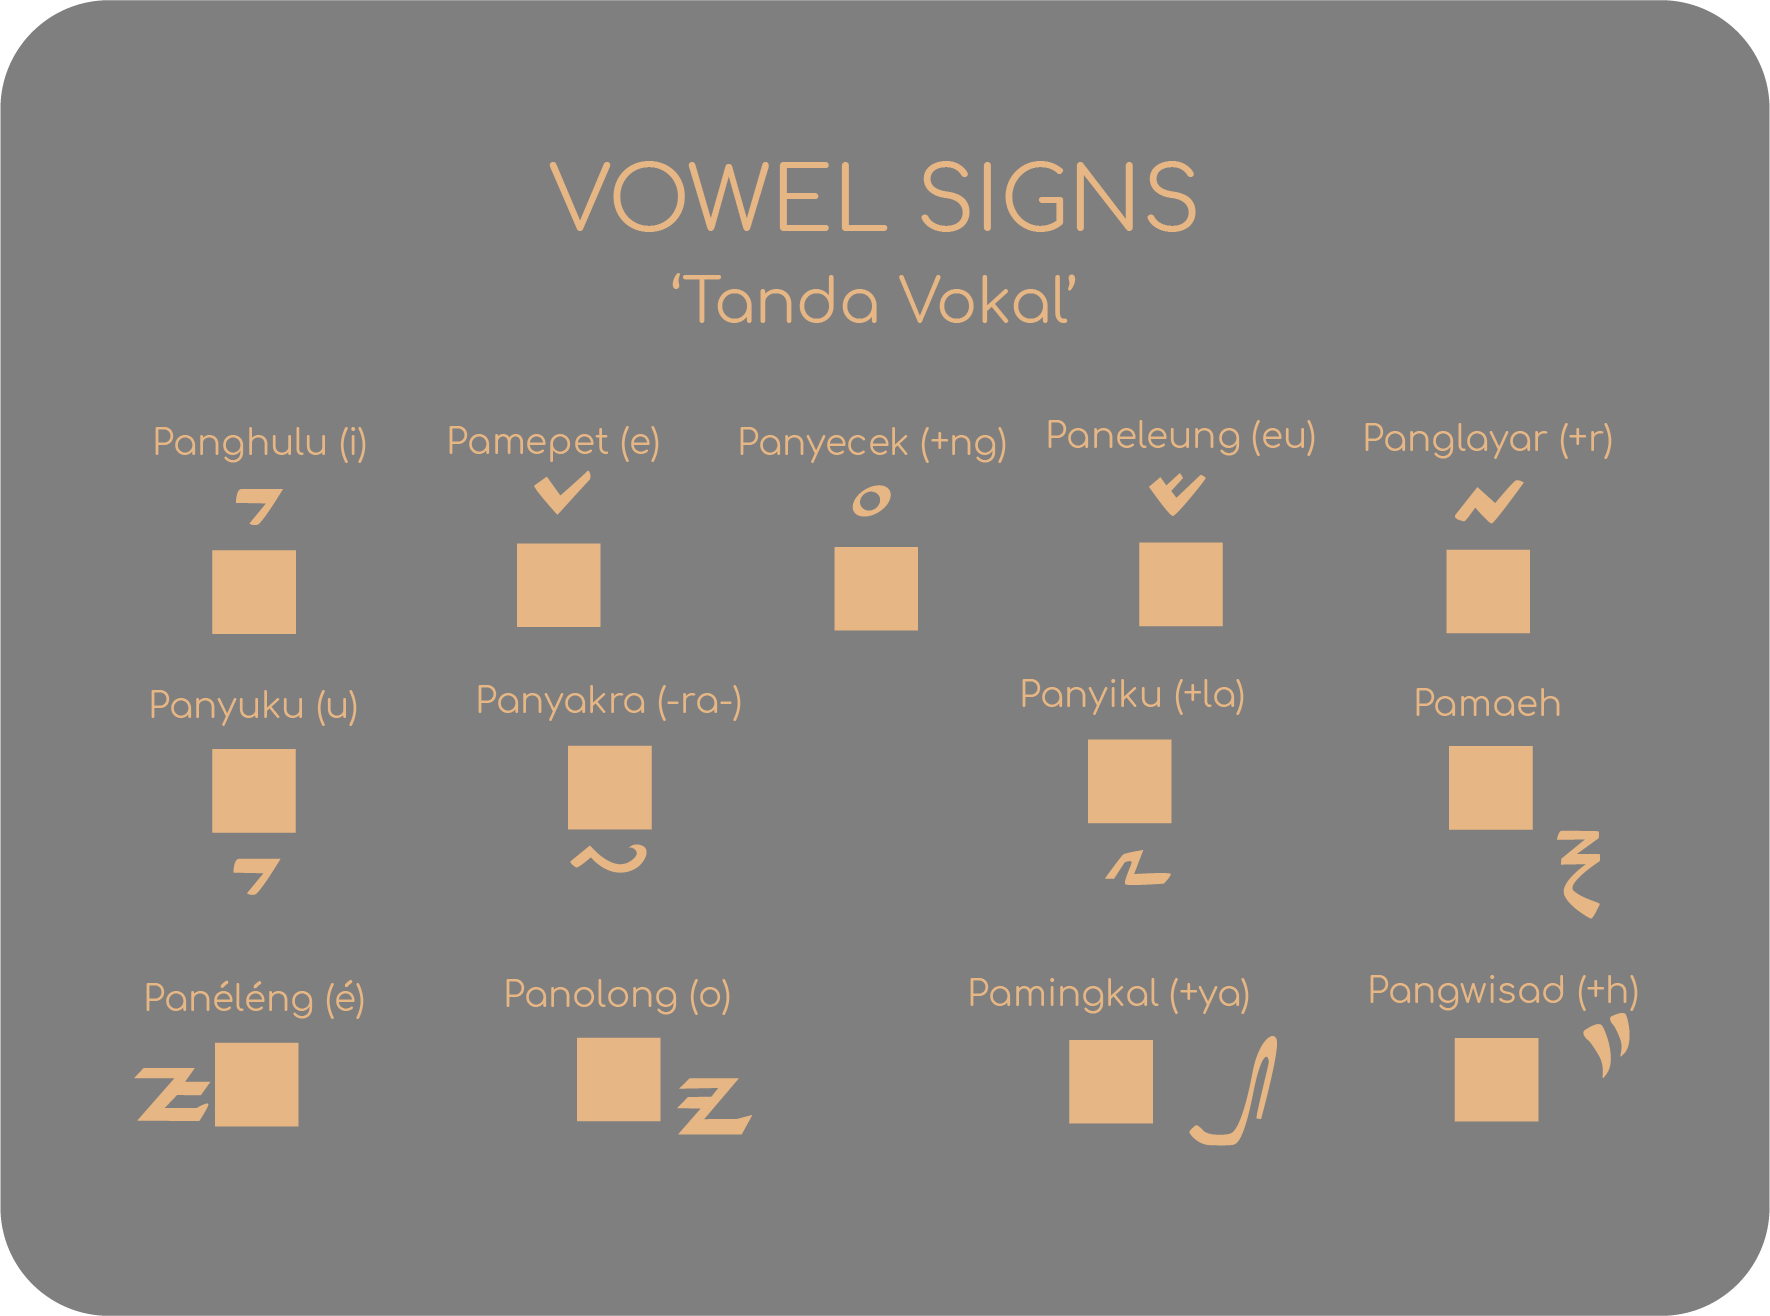 VOWEL SIGNS
‘Tanda Vokal’
Panghulu (i) Pamepet (e) Panyecek (+ng) Paneleung (eu) Panglayar (+r)
Panyuku (u) Panyakra (-ra-) Panyiku (+la) Pamaeh
Panéléng (é) Panolong (o) Pamingkal (+ya) Pangwisad (+h)